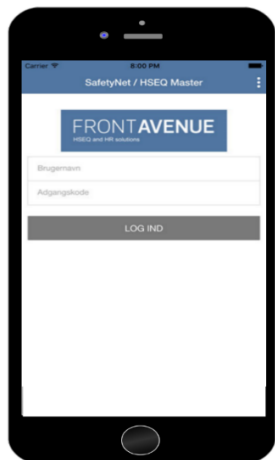 Carrier 8:00 PM
SafetyNet / HSEQ Master
FRONTAVENUE
HSEQ and HR solutions
Brugernavn
Adgangskode
LOG IND